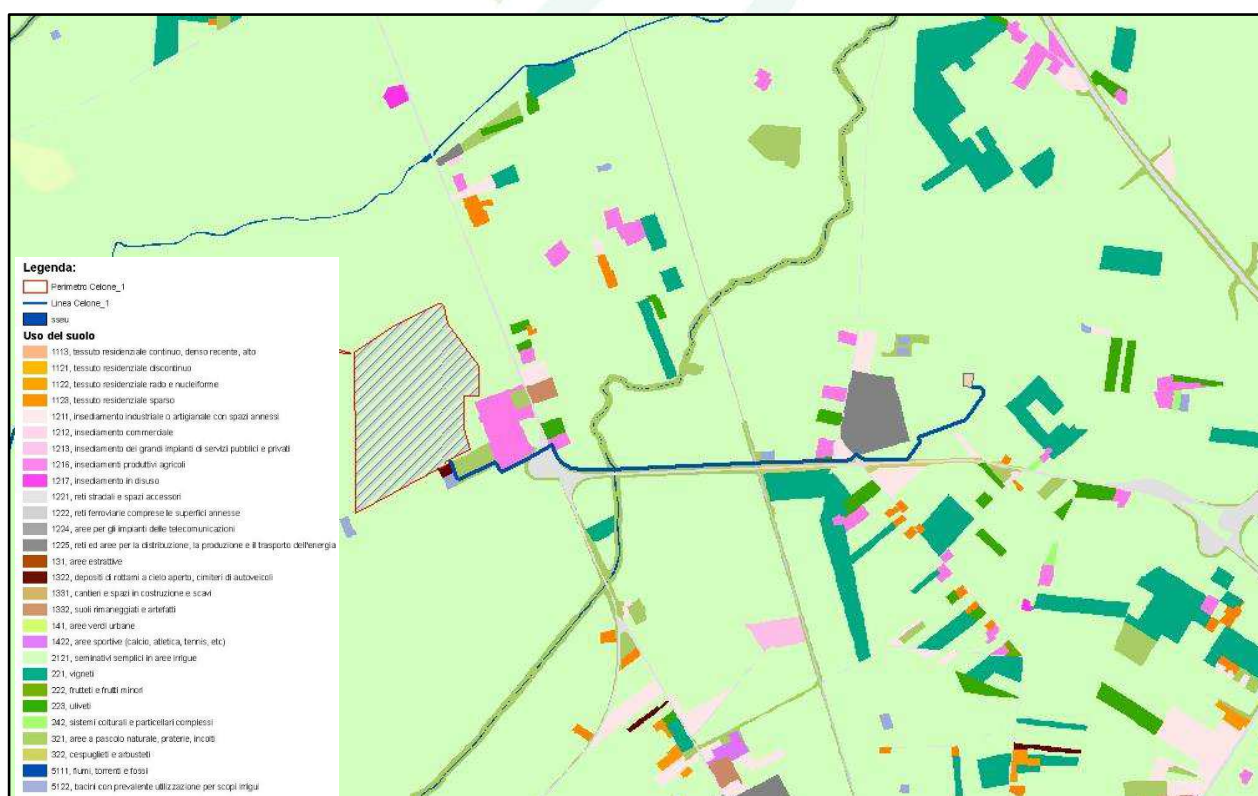 Legenda:
Perimetro Celone_1
Linea Celone_1
sseu
Uso del suolo
1113, tessuto residenziale continuo, denso recente, alto
1121, tessuto residenziale discontinuo
1122, tessuto residenziale rado e nucleiforme
1123, tessuto residenziale sparso
1211, insediamento industriale o artigianale con spazi annessi
1212, insediamento commerciale
1213, insediamento dei grandi impianti di servizi pubblici e privati
1216, insediamenti produttivi agricoli
1217, insediamento in disuso
1221, reti stradali e spazi accessori
1222, reti ferroviarie comprese le superfici annesse
1224, aree per gli impianti delle telecomunicazioni
1225, reti ed aree per la distribuzione, la produzione e il trasporto dell'energia
131, aree estrattive
1322, depositi di rottami a cielo aperto, cimiteri di autoveicoli
1331, cantieri e spazi in costruzione e scavi
1332, suoli rimaneggiati e artefatti
141, aree verdi urbane
1422, aree sportive (calcio, atletica, tennis, etc)
2121, seminativi semplici in aree irrigue
221, vigneti
222, frutteti e frutti minori
223, uliveti
242, sistemi colturali e particellari complessi
321, aree a pascolo naturale, praterie, incolti
322, cespuglieti e arbusteti
5111, fiumi, torrenti e fossi
5122, bacini con prevalente utilizzazione per scopi irrigui